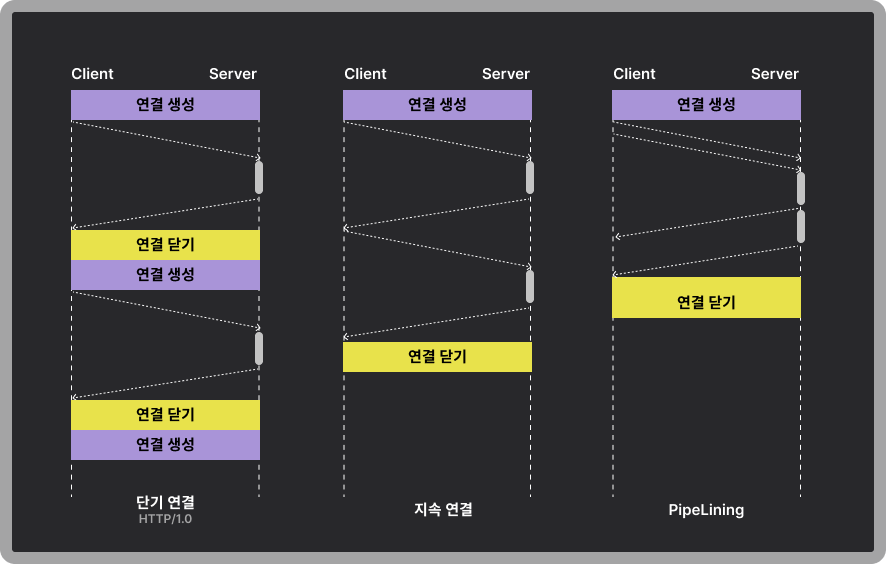 Client Server
연결 생성
연결 닫기
연결 생성
연결 닫기
연결 생성
단기 연결
HTTP/1.0
Client Server
연결 생성
연결 닫기
지속 연결
Client Server
연결 생성
연결 닫기
PipeLining